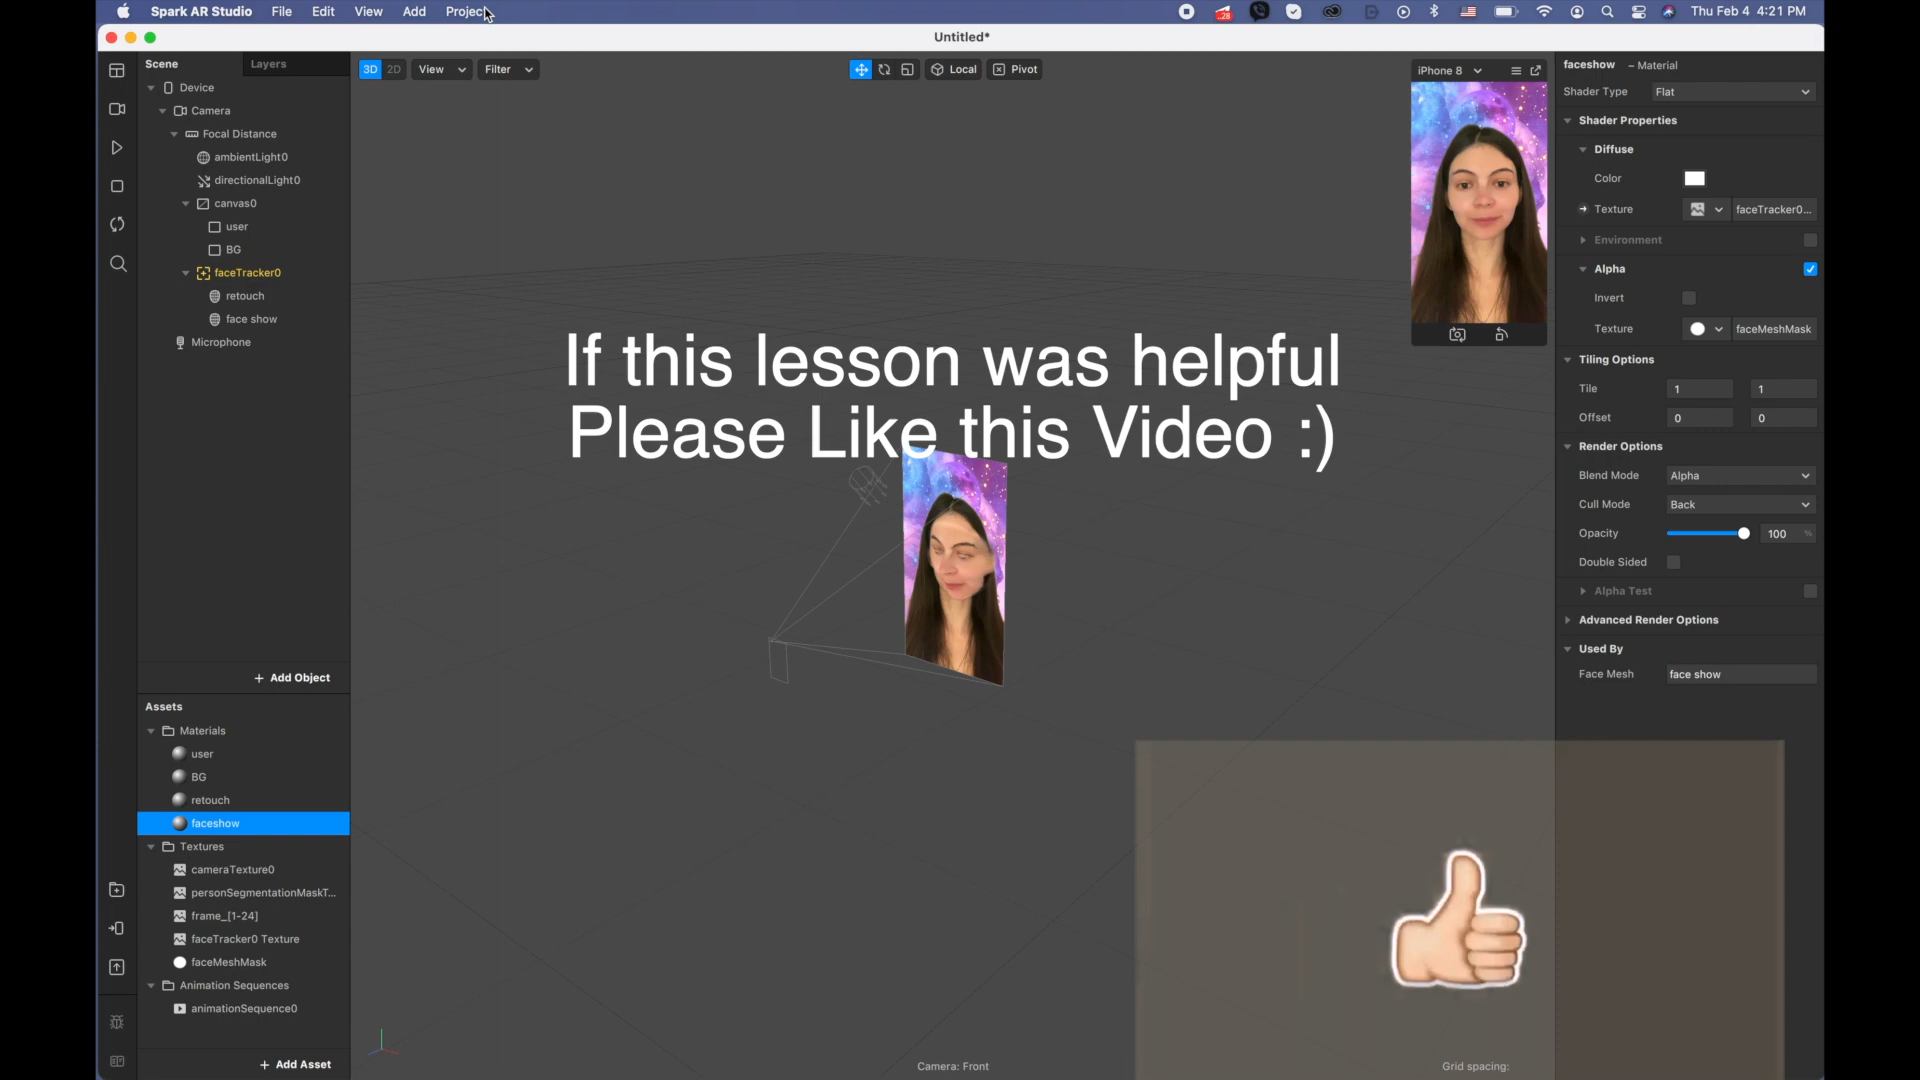 Spark AR Studio File Edit View Add Project
28
Thu Feb 4 4:21 PM
Untitled*
Scene Layers
Device
Camera
Focal Distance
ambientLight0
directionalLight0
canvas0
user
BG
faceTracker0
retouch
face show
Microphone
+ Add Object
Assets
Materials
user
BG
retouch
faceshow
Textures
cameraTexture0
personSegmentationMaskT...
frame_[1-24]
faceTracker0 Texture
faceMeshMask
Animation Sequences
animationSequence0
+ Add Asset
3D 2D View Filter
Local Pivot
iPhone 8
If this lesson was helpful
Please Like this Video :)
Camera: Front
Grid spacing:
faceshow – Material
Shader Type Flat
Shader Properties
Diffuse
Color
Texture faceTracker0...
Environment
Alpha
Invert
Texture faceMeshMask
Tiling Options
Tile 1 1
Offset 0 0
Render Options
Blend Mode Alpha
Cull Mode Back
Opacity 100 %
Double Sided
Alpha Test
Advanced Render Options
Used By
Face Mesh face show